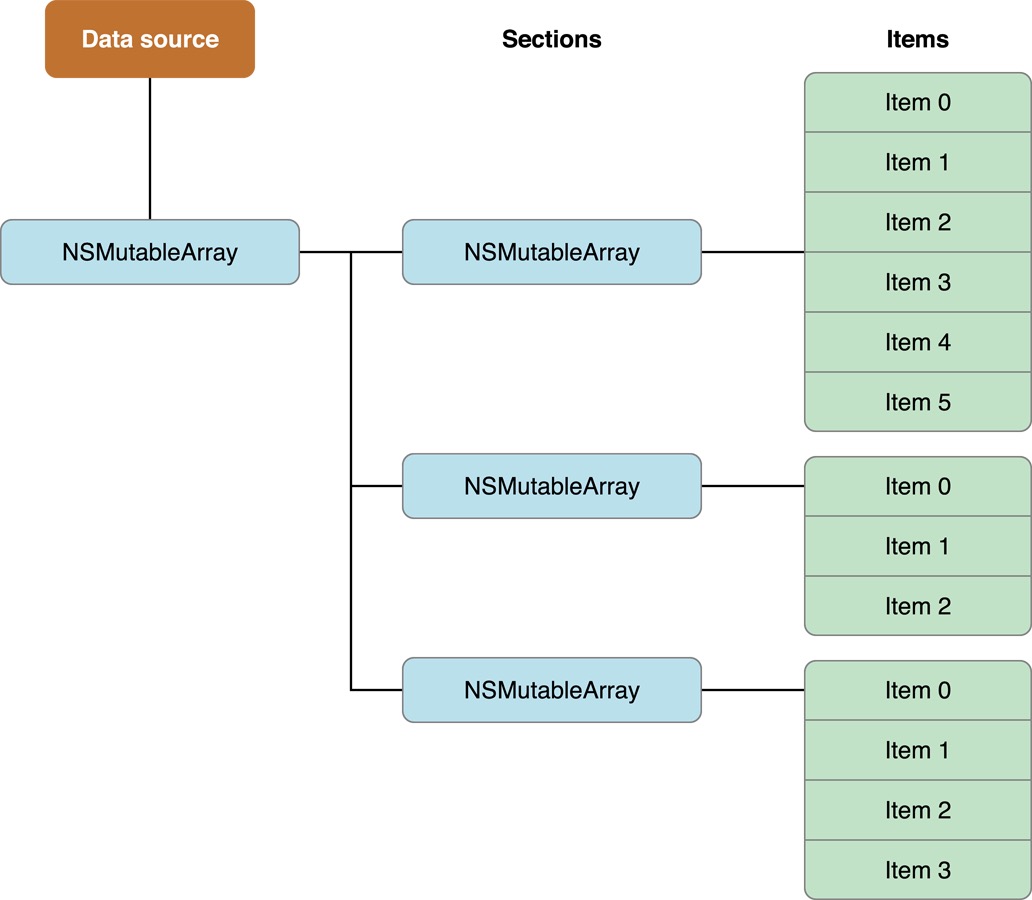 Data source
Sections
Items
NSMutableArray
NSMutableArray
Item 0
Item 1
Item 2
Item 3
Item 4
Item 5
NSMutableArray
Item 0
Item 1
Item 2
NSMutableArray
Item 0
Item 1
Item 2
Item 3